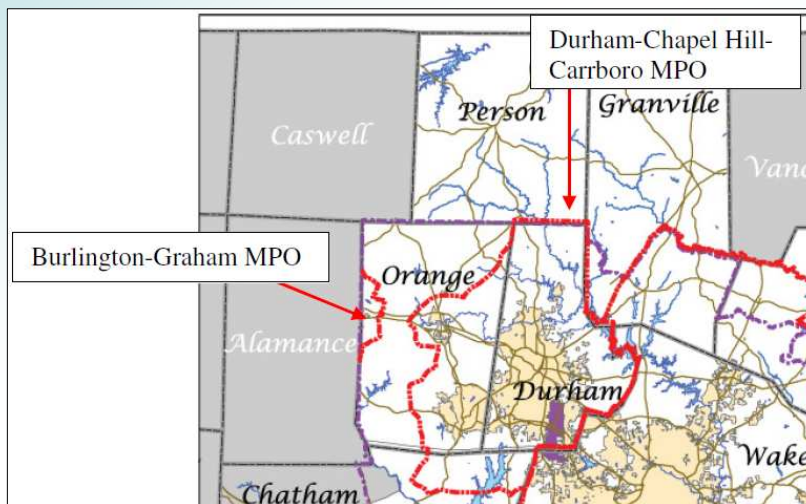 Durham-Chapel Hill-
Carrboro MPO
Person
Granville
Caswell
Vanc
Burlington-Graham MPO
Orange
Alamance
Durham
Wake
Chatham